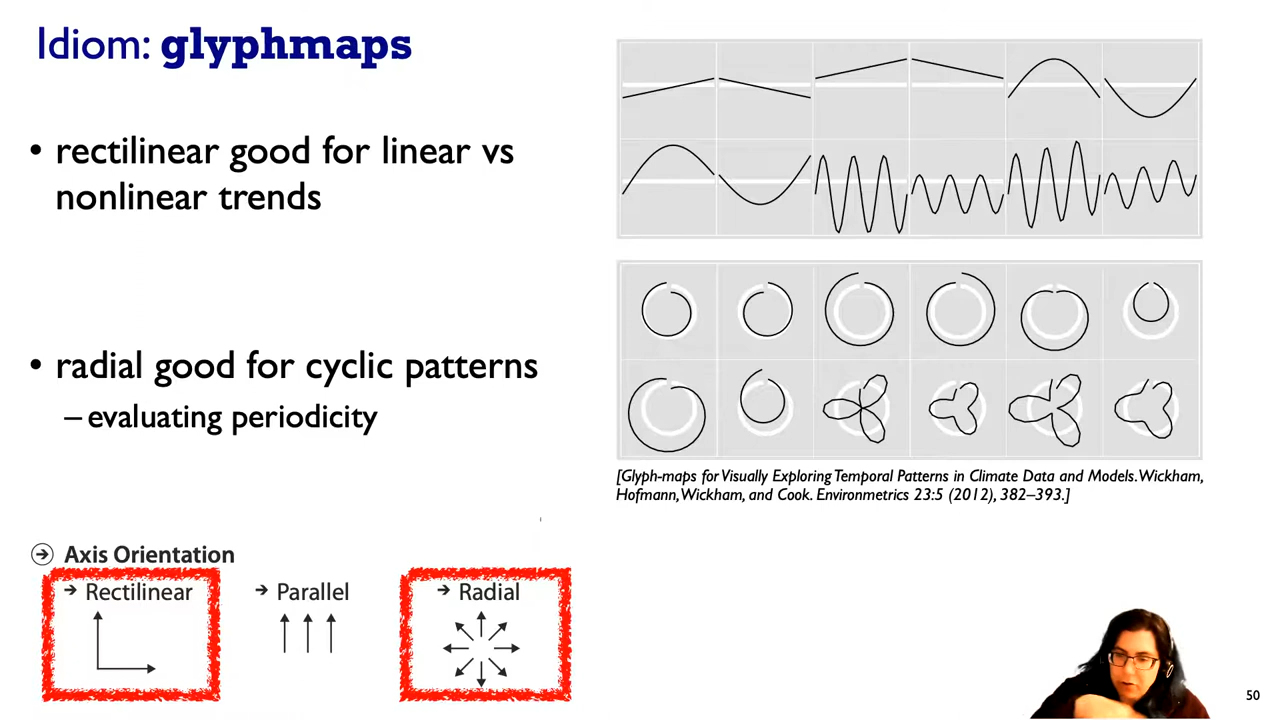 Idiom: glyphmaps
• rectilinear good for linear vs
nonlinear trends
• radial good for cyclic patterns
– evaluating periodicity
[Glyph-maps for Visually Exploring Temporal Patterns in Climate Data and Models. Wickham,
Hofmann, Wickham, and Cook. Environmetrics 23:5 (2012), 382–393.]
Axis Orientation
Rectilinear
Parallel
Radial
50